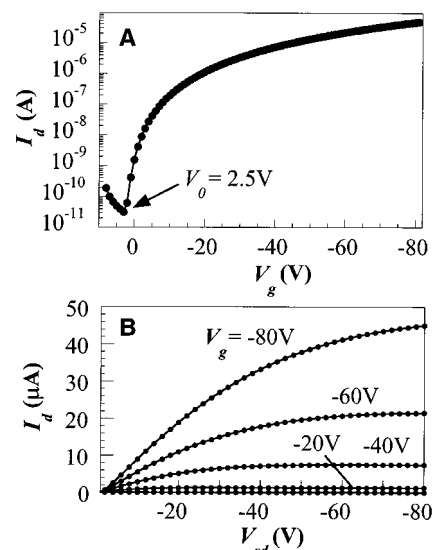 A
I_d (A)
10^-5
10^-6
10^-7
10^-8
10^-9
10^-10
10^-11
V_0 = 2.5V
0 -20 -40 -60 -80
V_g (V)
B
I_d (µA)
50
40
30
20
10
0
V_g = -80V
-60V
-20V -40V
-20 -40 -60 -80
V_sd (V)